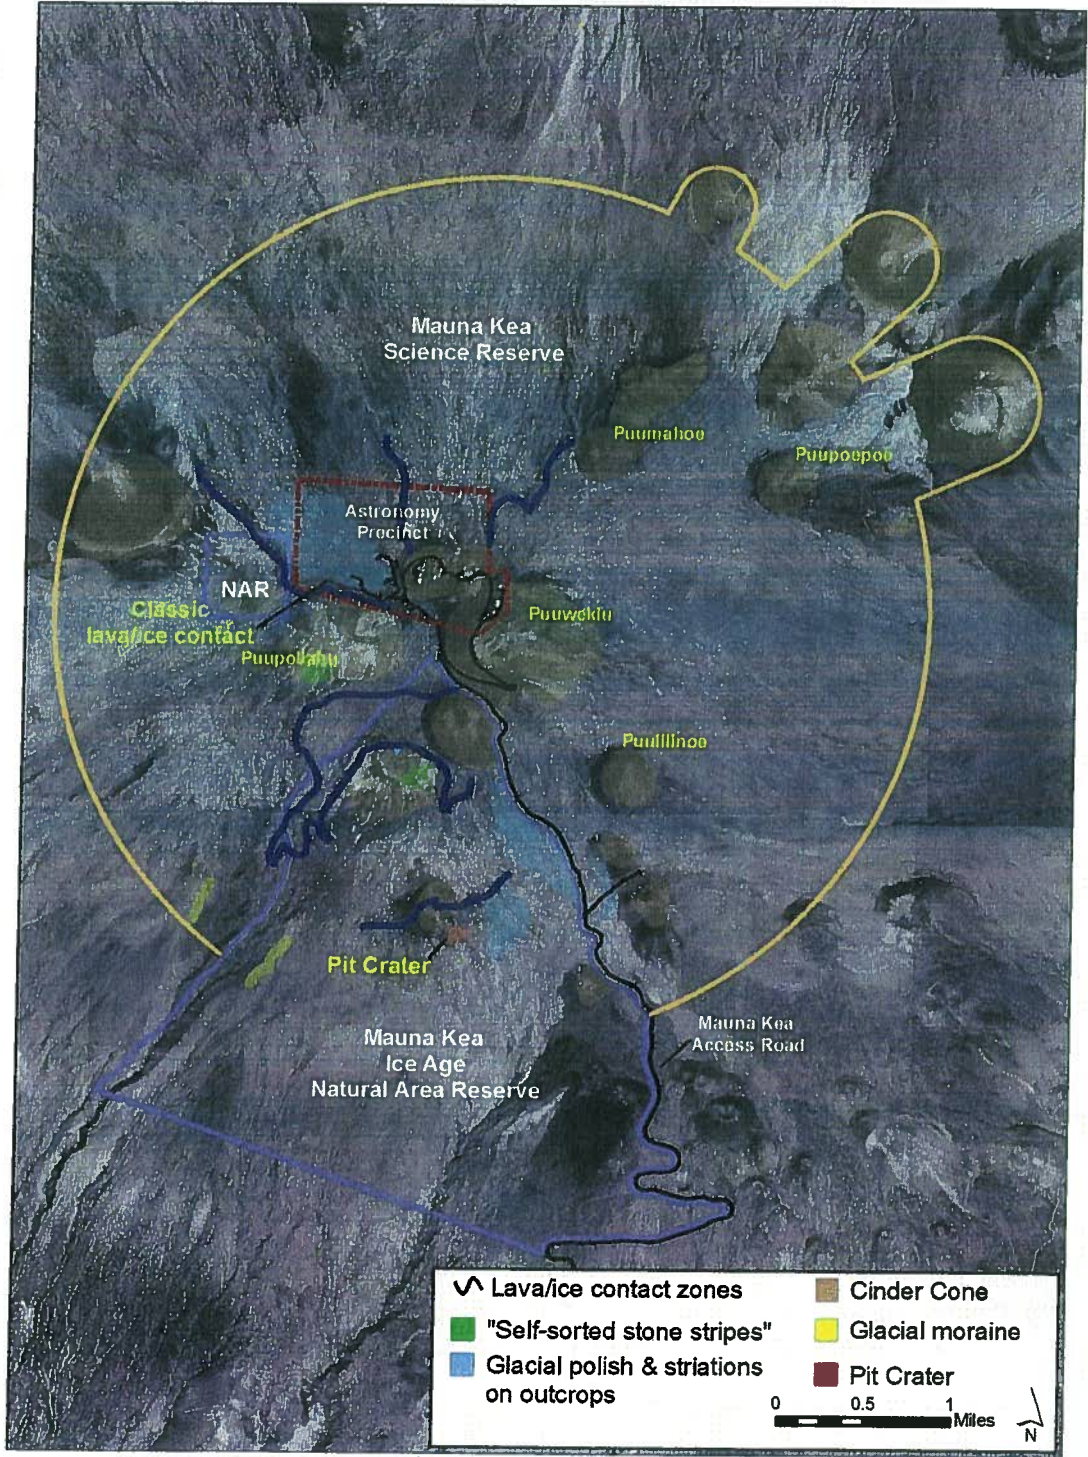 Mauna Kea
Science Reserve
Puumahoe
Puupoepoe
Astronomy
Precinct
NAR
Classic
lava/ice contact
Puuwekiu
Puupoliahu
Puulilinoe
Pit Crater
Mauna Kea
Ice Age
Natural Area Reserve
Mauna Kea
Access Road
Lava/ice contact zones
"Self-sorted stone stripes"
Glacial polish & striations
on outcrops
Cinder Cone
Glacial moraine
Pit Crater
0 0.5 1
Miles
N